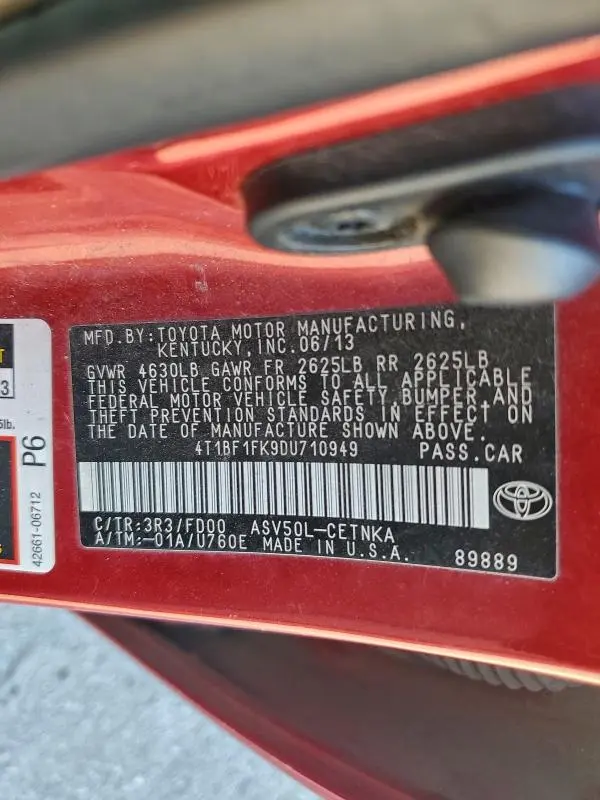 MFD.BY:TOYOTA MOTOR MANUFACTURING,
KENTUCKY,INC.06/13
GVWR 4630LB GAWR FR 2625LB RR 2625LB
THIS VEHICLE CONFORMS TO ALL APPLICABLE
FEDERAL MOTOR VEHICLE SAFETY, BUMPER,AND
THEFT PREVENTION STANDARDS IN EFFECT ON
THE DATE OF MANUFACTURE SHOWN ABOVE.
4T1BF1FK9DU710949 PASS.CAR
C/TR:3R3/FD00 ASV50L-CETNKA
A/TM:-01A/U760E MADE IN U.S.A. 89889
P6
42661-06712